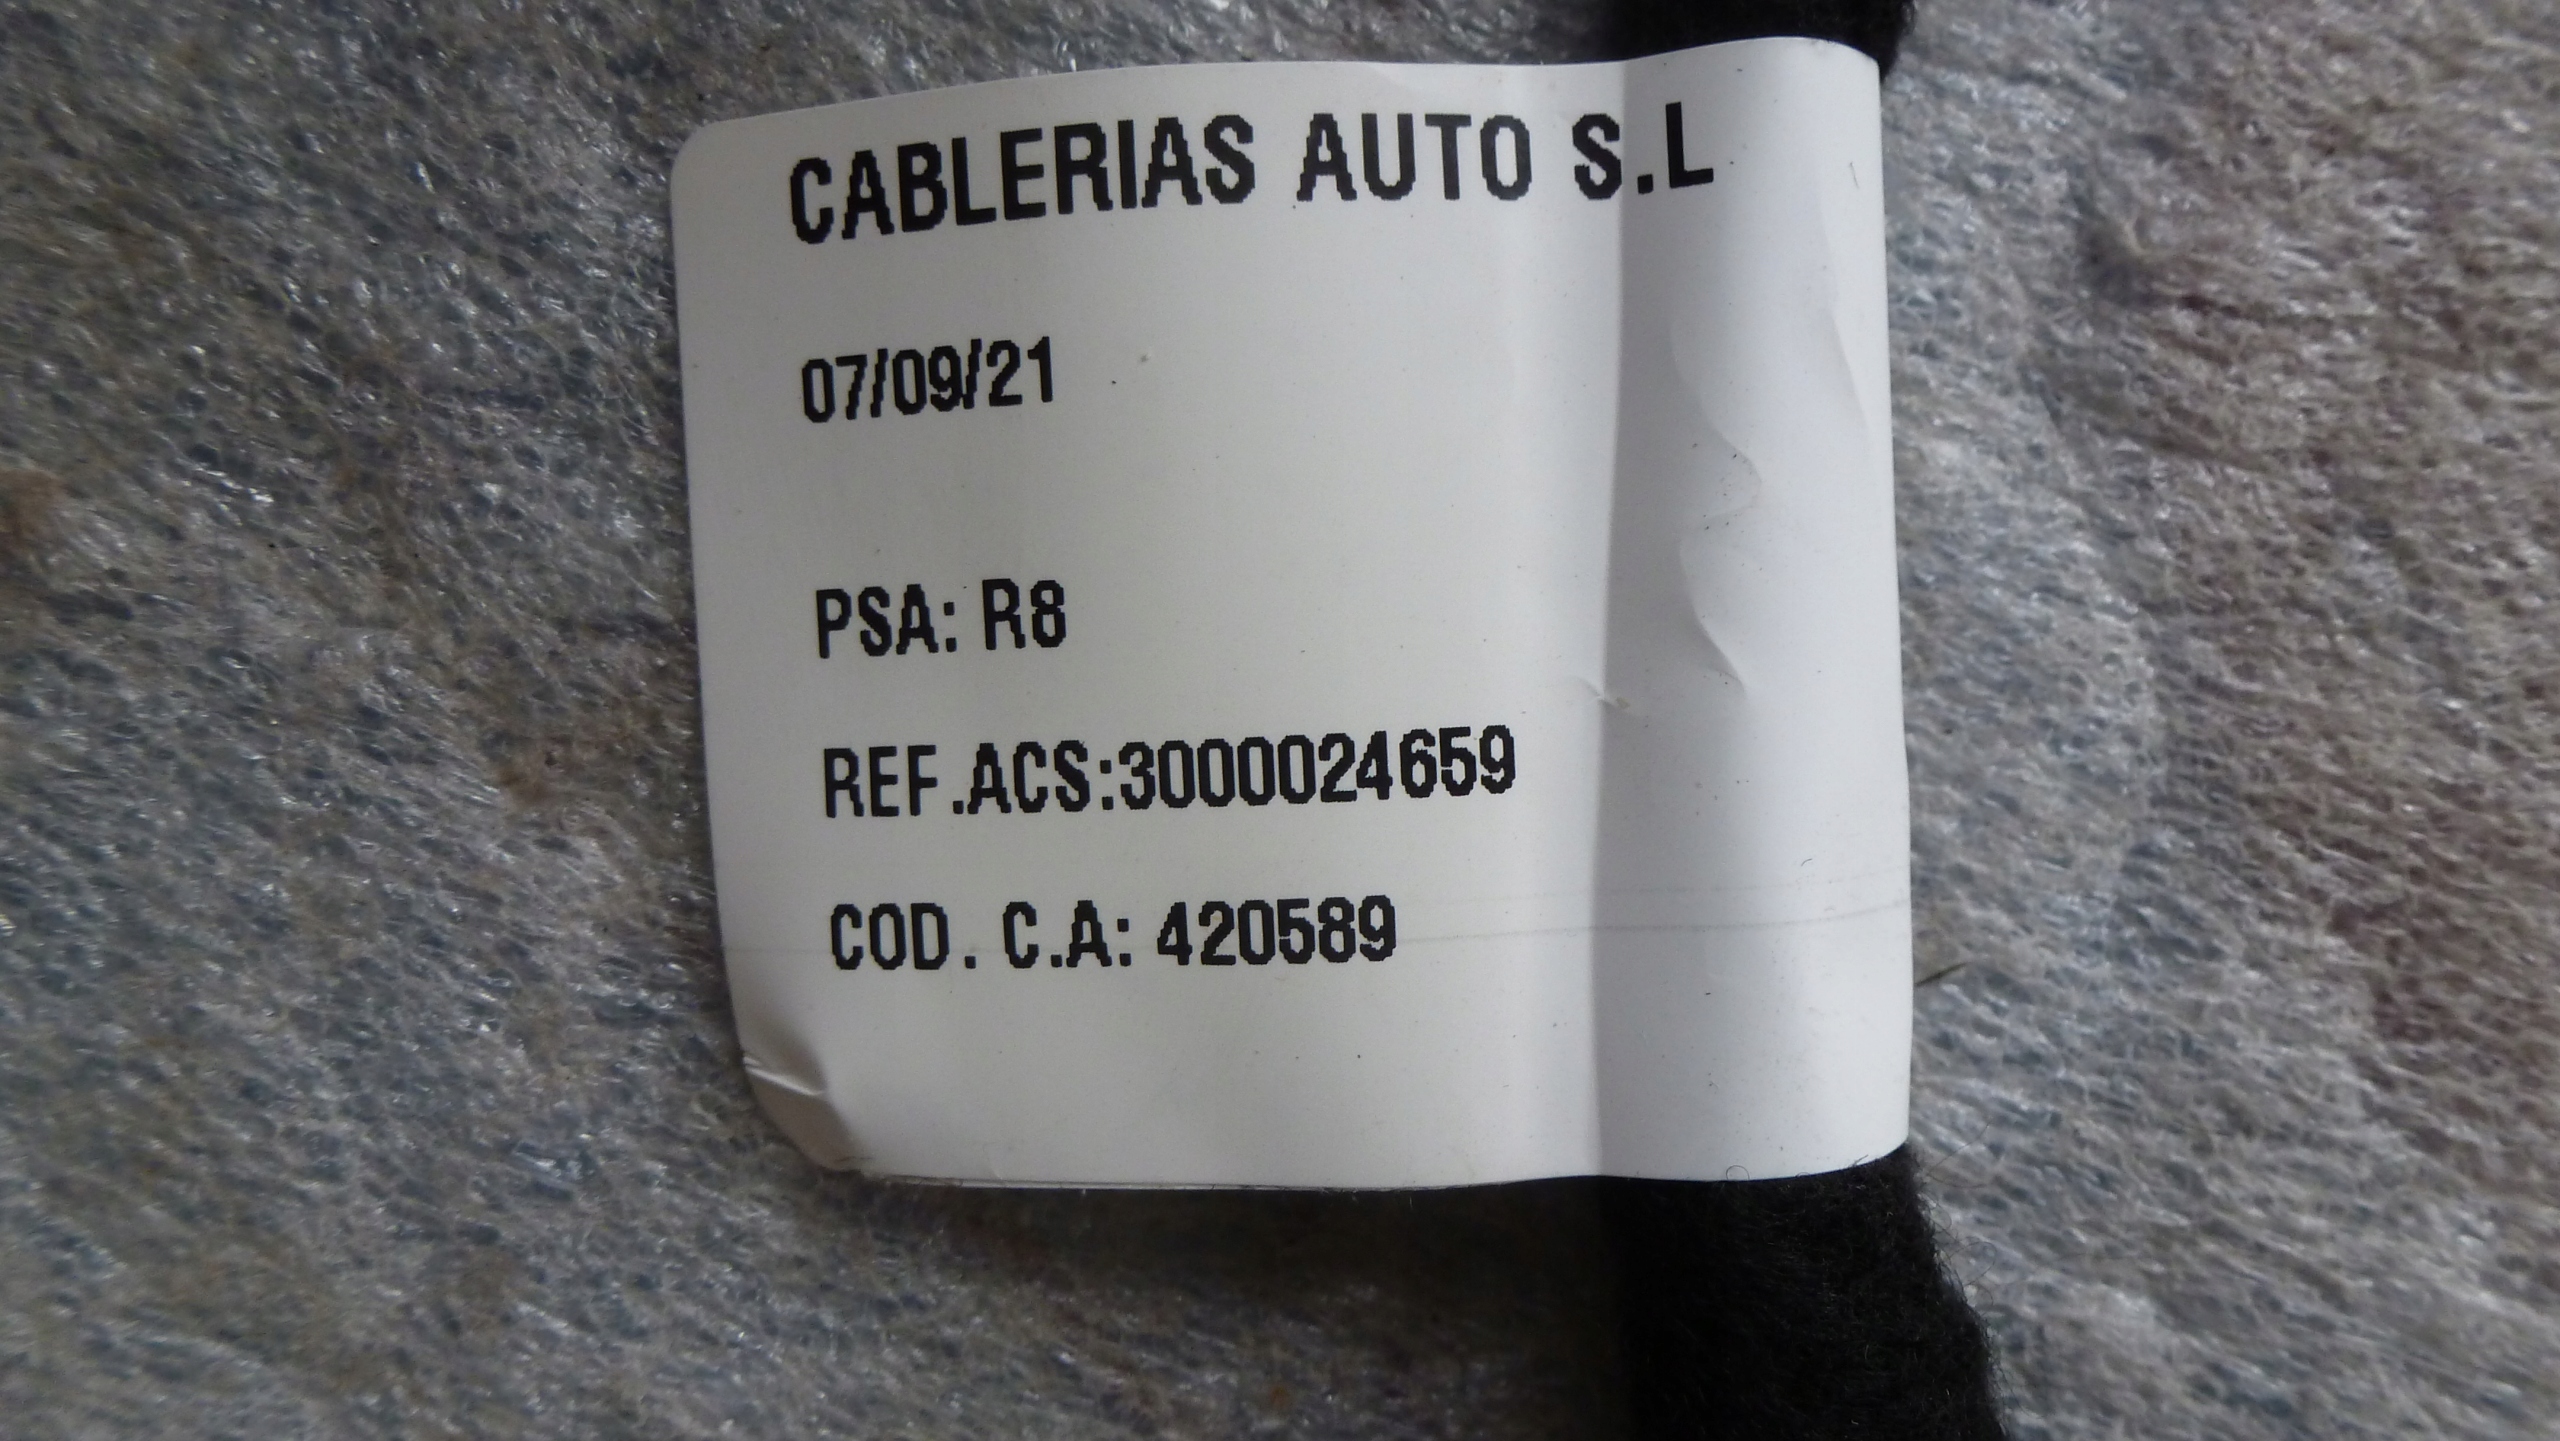 CABLERIAS AUTO S.L
07/09/21
PSA: R8
REF.ACS:3000024659
COD. C.A: 420589